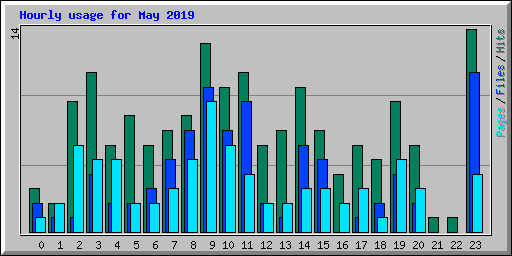 Hourly usage for May 2019
14
Pages / Files / Hits
0 1 2 3 4 5 6 7 8 9 10 11 12 13 14 15 16 17 18 19 20 21 22 23